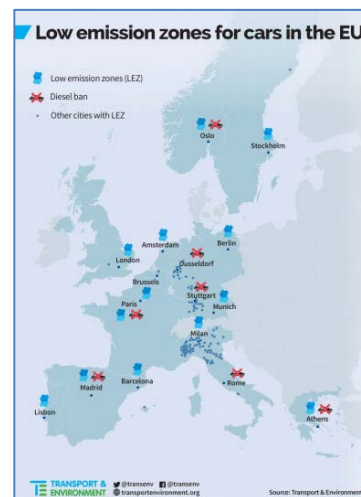 Low emission zones for cars in the EU
Low emission zones (LEZ)
Diesel ban
Other cities with LEZ
Oslo
Stockholm
Amsterdam
Berlin
London
Dusseldorf
Brussels
Stuttgart
Paris
Munich
Milan
Barcelona
Rome
Madrid
Lisbon
Athens
TRANSPORT & ENVIRONMENT
@transenv @transenv
transportenvironment.org
Source: Transport & Environment